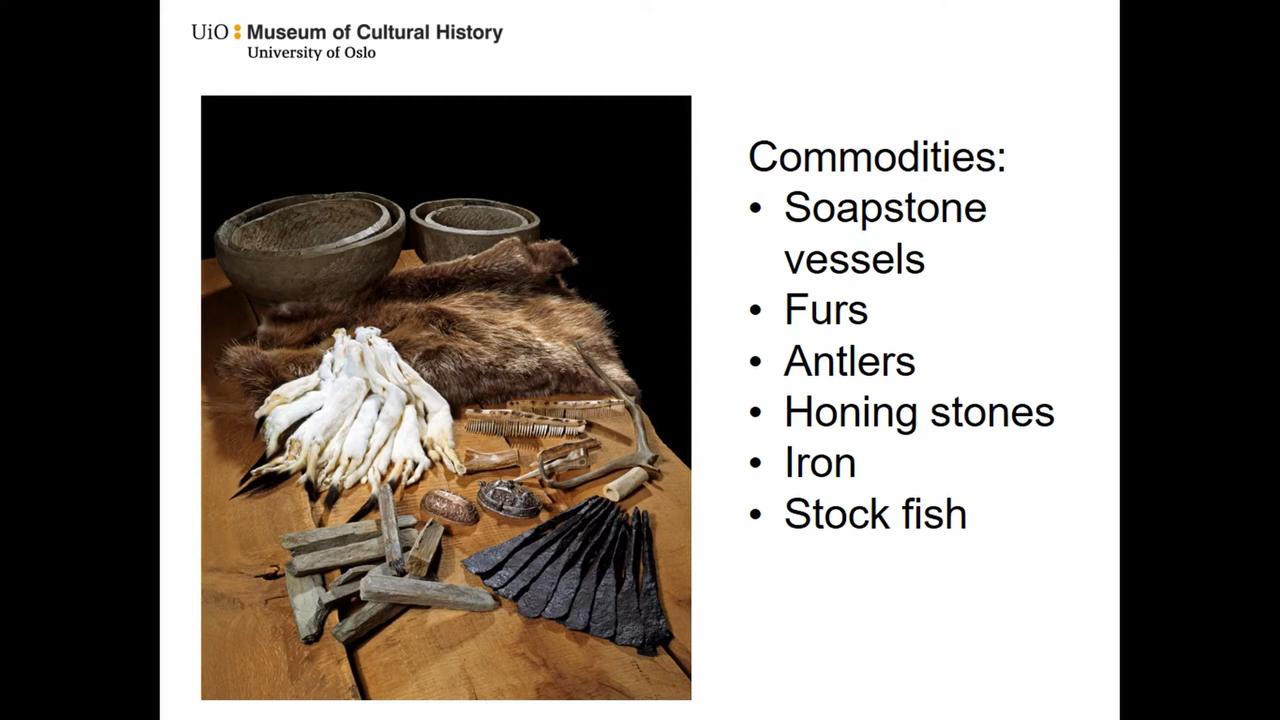 UiO : Museum of Cultural History
University of Oslo
Commodities:
• Soapstone
vessels
• Furs
• Antlers
• Honing stones
• Iron
• Stock fish